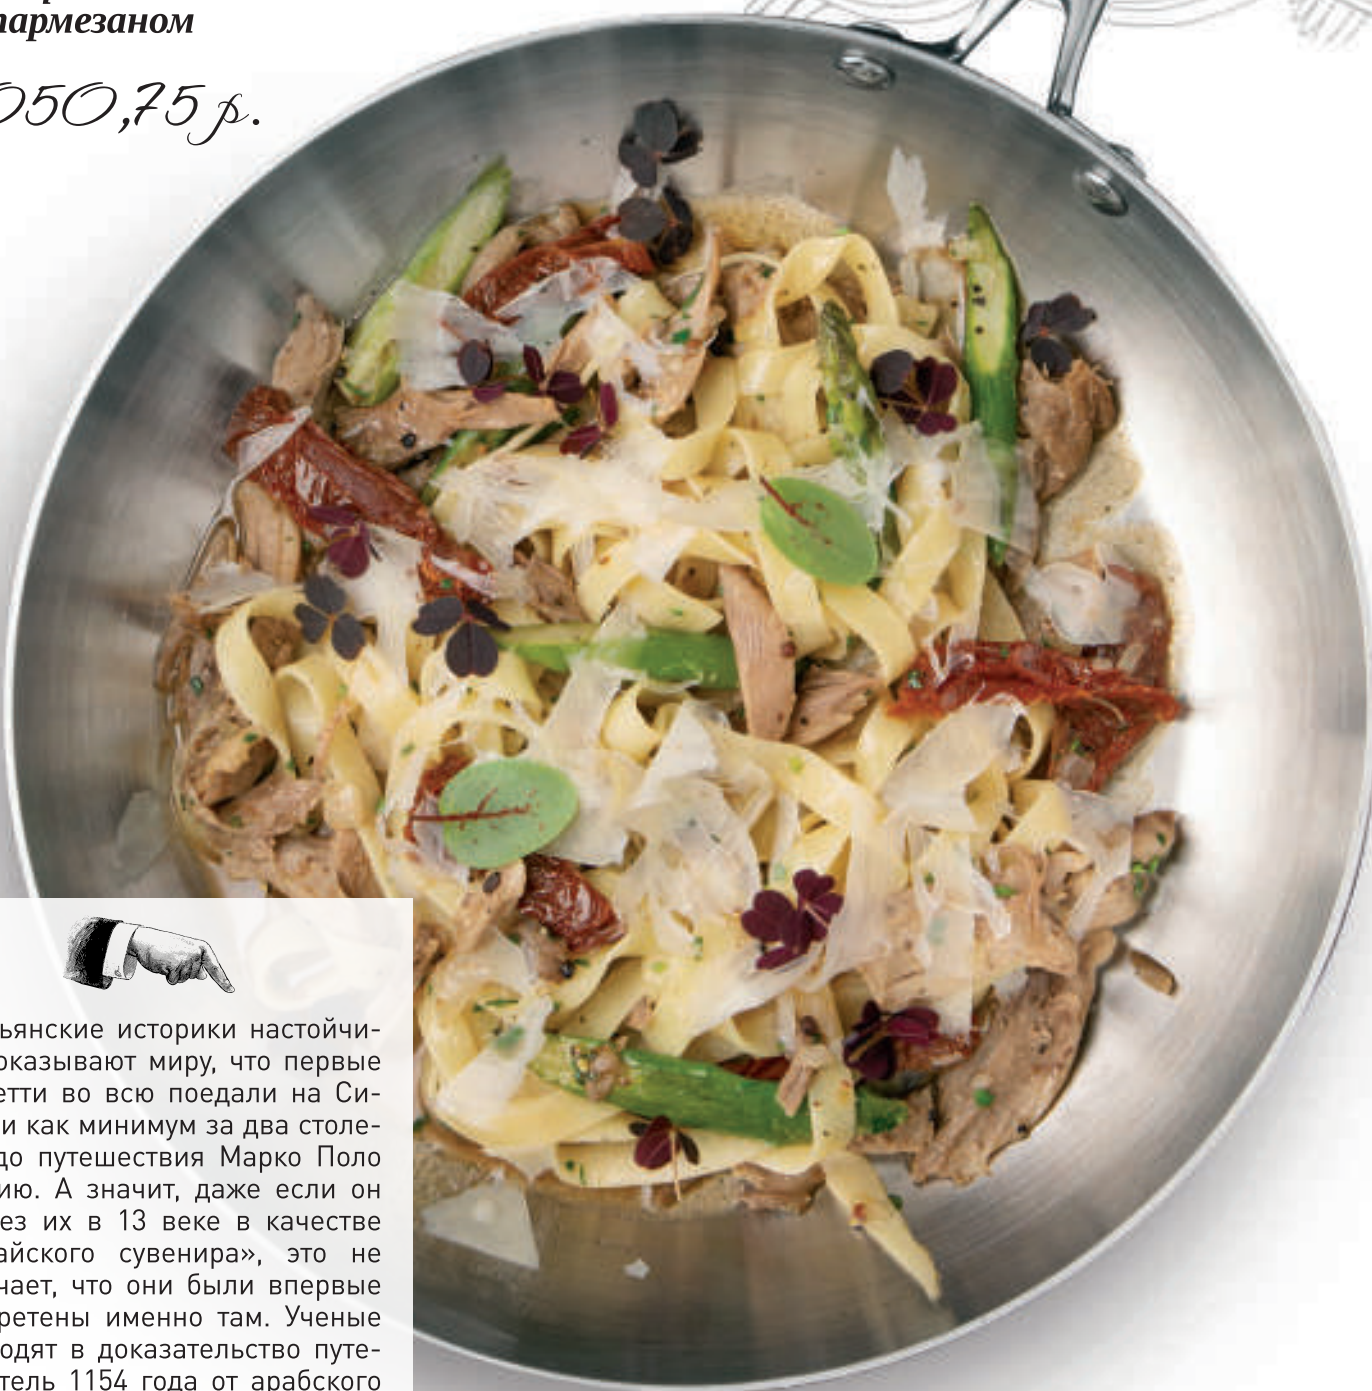 пармезаном
050,75 р.
ьянские историки настойчи-
оказывают миру, что первые
етти во всю поедали на Си-
и как минимум за два столе-
до путешествия Марко Поло
ию. А значит, даже если он
ез их в 13 веке в качестве
айского сувенира», это не
чает, что они были впервые
ретены именно там. Ученые
одят в доказательство путе-
тель 1154 года от арабского